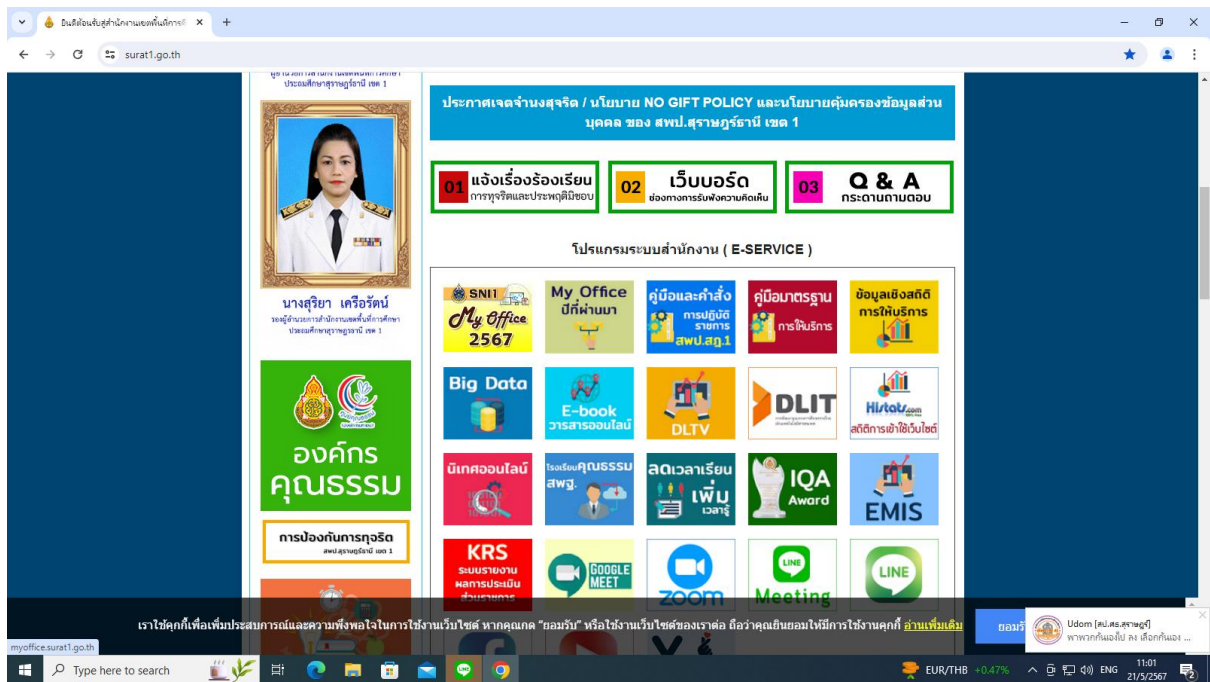 ยินดีต้อนรับสู่สำนักงานเขตพื้นที่การศึ
surat1.go.th
ประถมศึกษาสุราษฎร์ธานี เขต 1
นางสุริยา เครือรัตน์
รองผู้อำนวยการสำนักงานเขตพื้นที่การศึกษา
ประถมศึกษาสุราษฎร์ธานี เขต 1
องค์กร
คุณธรรม
การป้องกันการทุจริต
สพป.สุราษฎร์ธานี เขต 1
ประกาศเจตจำนงสุจริต / นโยบาย NO GIFT POLICY และนโยบายคุ้มครองข้อมูลส่วน
บุคคล ของ สพป.สุราษฎร์ธานี เขต 1
01 แจ้งเรื่องร้องเรียน
การทุจริตและประพฤติมิชอบ
02 เว็บบอร์ด
ช่องทางการรับฟังความคิดเห็น
03 Q & A
กระดานถามตอบ
โปรแกรมระบบสำนักงาน ( E-SERVICE )
SNI1
My Office
2567
My Office
ปีที่ผ่านมา
คู่มือและคำสั่ง
การปฏิบัติ
ราชการ
สพป.สฎ.1
คู่มือมาตรฐาน
การให้บริการ
ข้อมูลเชิงสถิติ
การให้บริการ
Big Data
E-book
วารสารออนไลน์
DLTV
DLIT
Histats.com
สถิติการเข้าใช้เว็บไซต์
นิเทศออนไลน์
โรงเรียนคุณธรรม
สพฐ.
ลดเวลาเรียน
เพิ่ม
เวลารู้
IQA
Award
EMIS
KRS
ระบบรายงาน
ผลการประเมิน
ส่วนราชการ
GOOGLE
MEET
zoom
LINE
Meeting
LINE
เราใช้คุกกี้เพื่อเพิ่มประสบการณ์และความพึงพอใจในการใช้งานเว็บไซต์ หากคุณกด "ยอมรับ" หรือใช้งานเว็บไซต์ของเราต่อ ถือว่าคุณยินยอมให้มีการใช้งานคุกกี้ อ่านเพิ่มเติม
ยอมรั
myoffice.surat1.go.th
Type here to search
EUR/THB +0.47%
ENG
11:01
21/5/2567
2